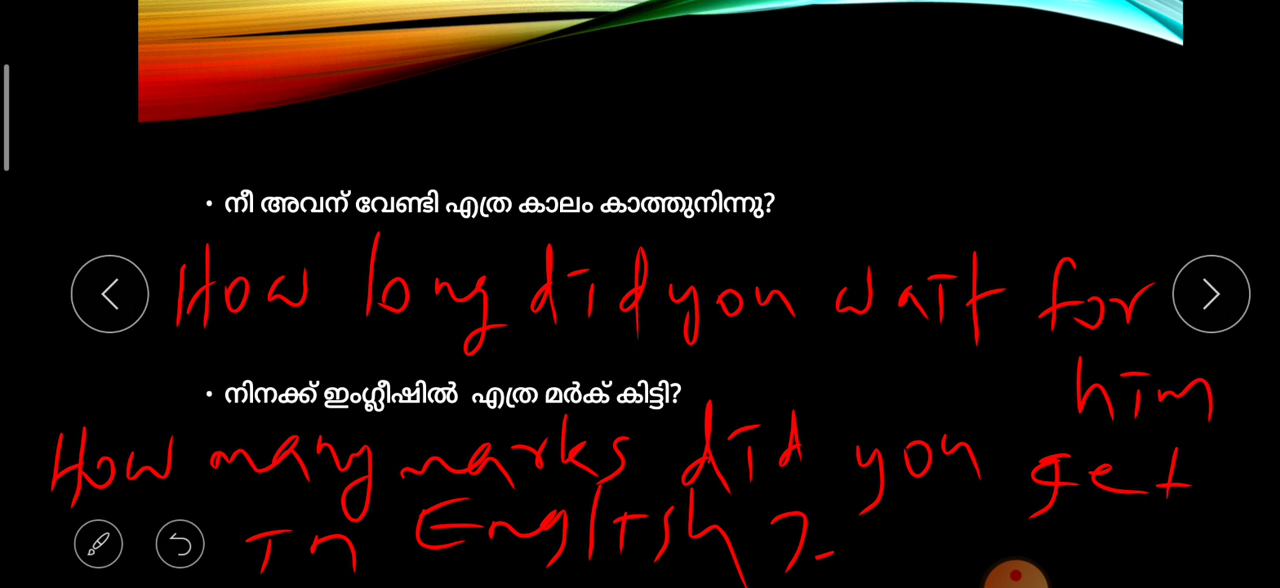 • നീ അവന് വേണ്ടി എത്ര കാലം കാത്തുനിന്നു?
How long did you wait for
him
• നിനക്ക് ഇംഗ്ലീഷിൽ എത്ര മർക് കിട്ടി?
How many marks did you get
In English ?